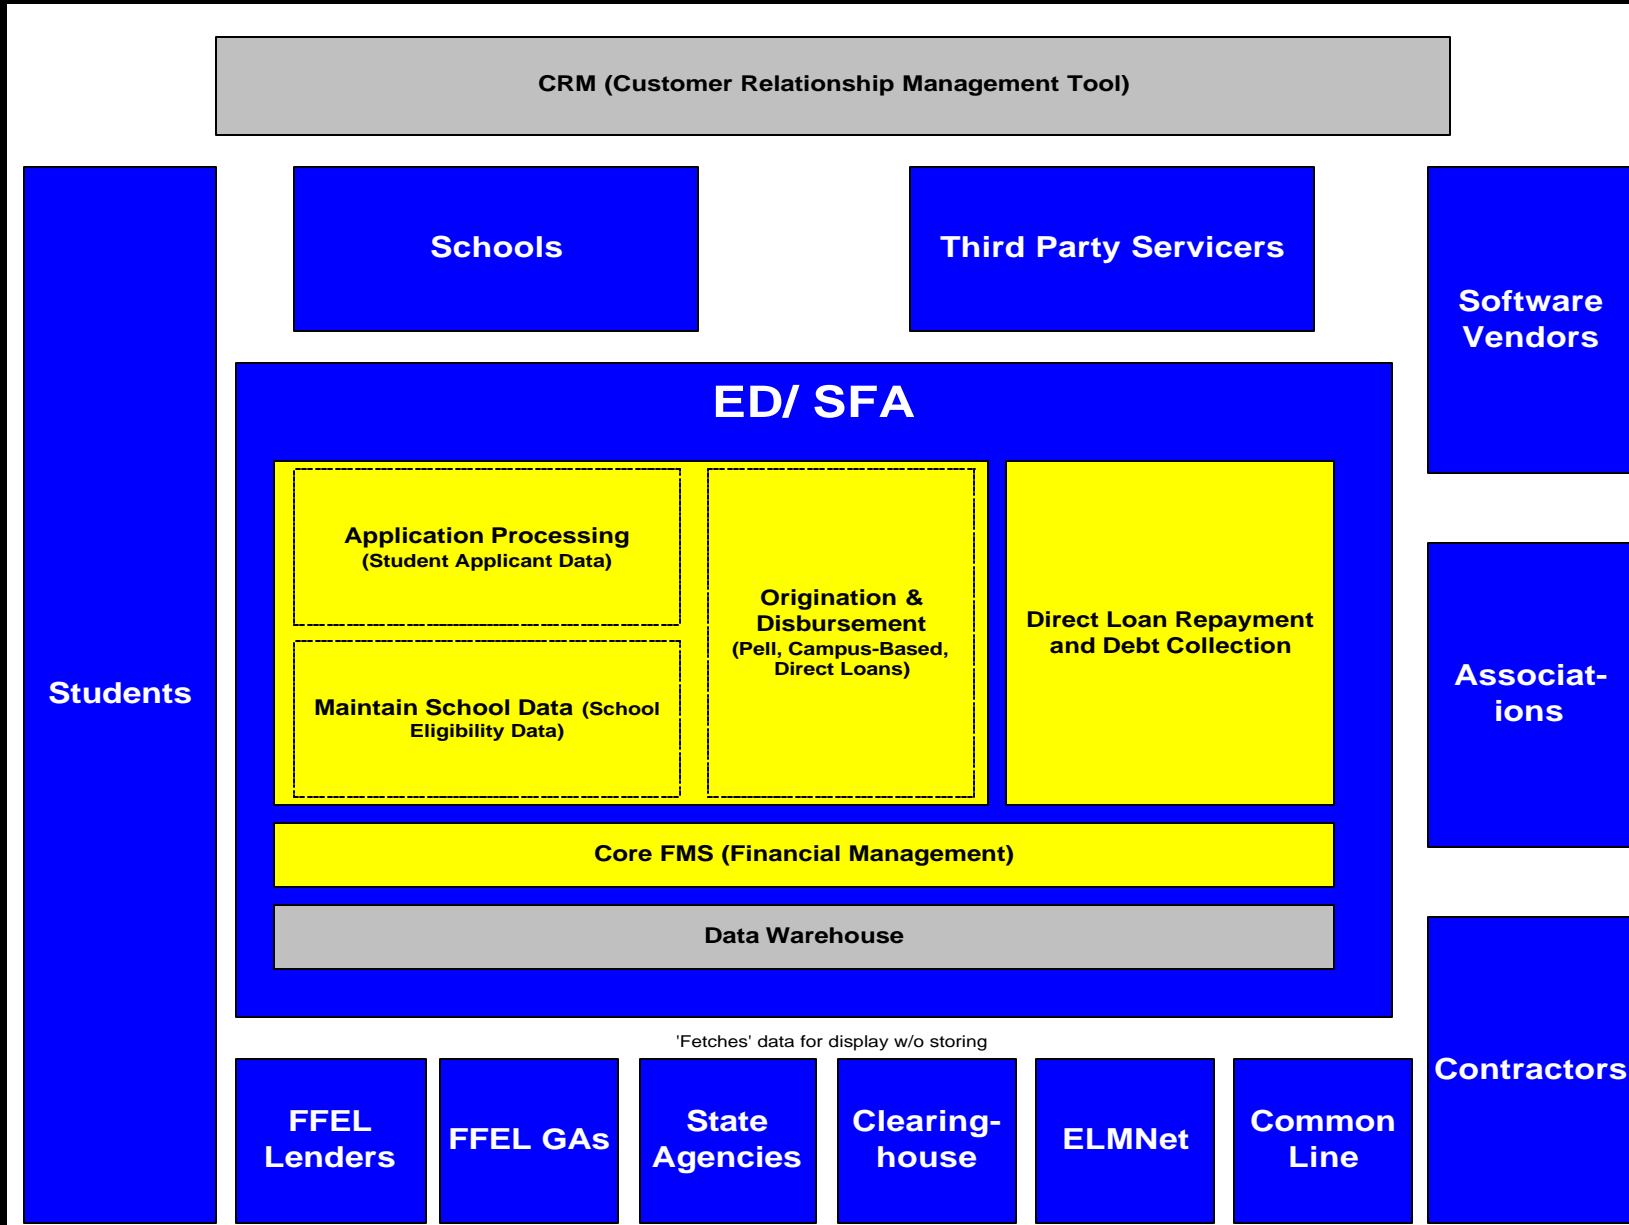 CRM (Customer Relationship Management Tool)
Schools
Third Party Servicers
Software
Vendors
ED/ SFA
Application Processing
(Student Applicant Data)
Origination &
Disbursement
(Pell, Campus-Based,
Direct Loans)
Direct Loan Repayment
and Debt Collection
Students
Maintain School Data (School
Eligibility Data)
Associat-
ions
Core FMS (Financial Management)
Data Warehouse
'Fetches' data for display w/o storing
Contractors
FFEL
Lenders
FFEL GAs
State
Agencies
Clearing-
house
ELMNet
Common
Line